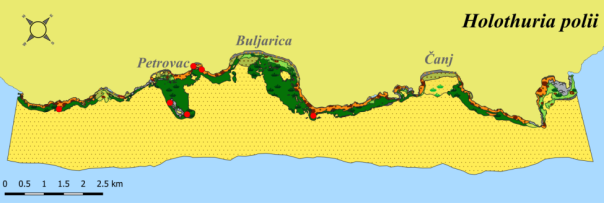 Holothuria polii
Buljarica
Petrovac
Čanj
0 0.5 1 1.5 2 2.5 km